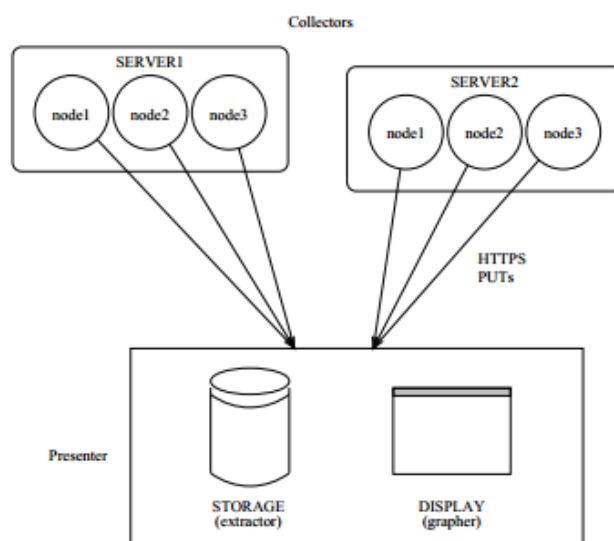 Collectors
SERVER1
node1 node2 node3
SERVER2
node1 node2 node3
HTTPS
PUTs
Presenter
STORAGE
(extractor)
DISPLAY
(grapher)